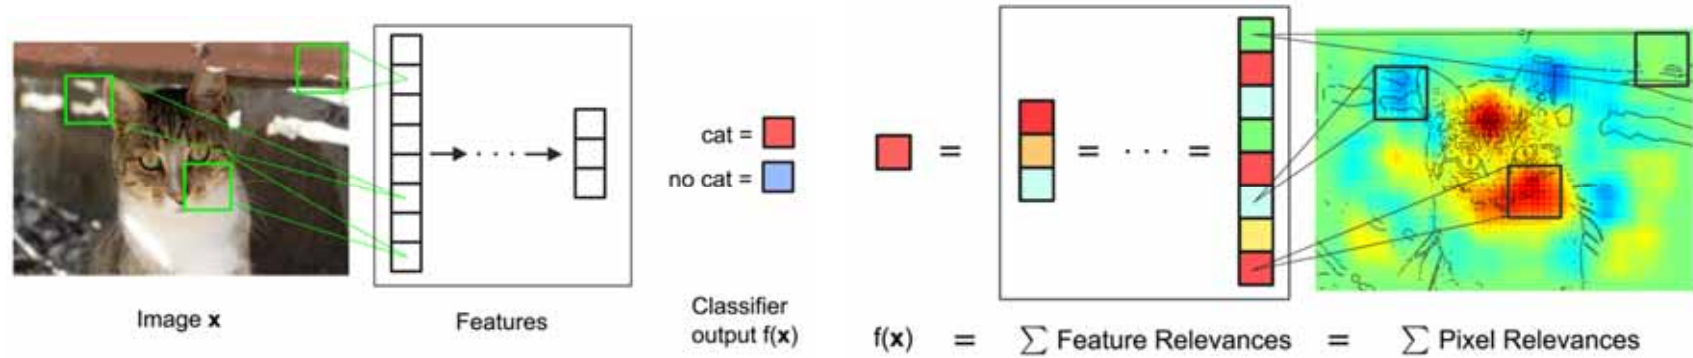 cat =
no cat =
Image x
Features
Classifier
output f(x)
= = · · · =
f(x) = ∑ Feature Relevances = ∑ Pixel Relevances